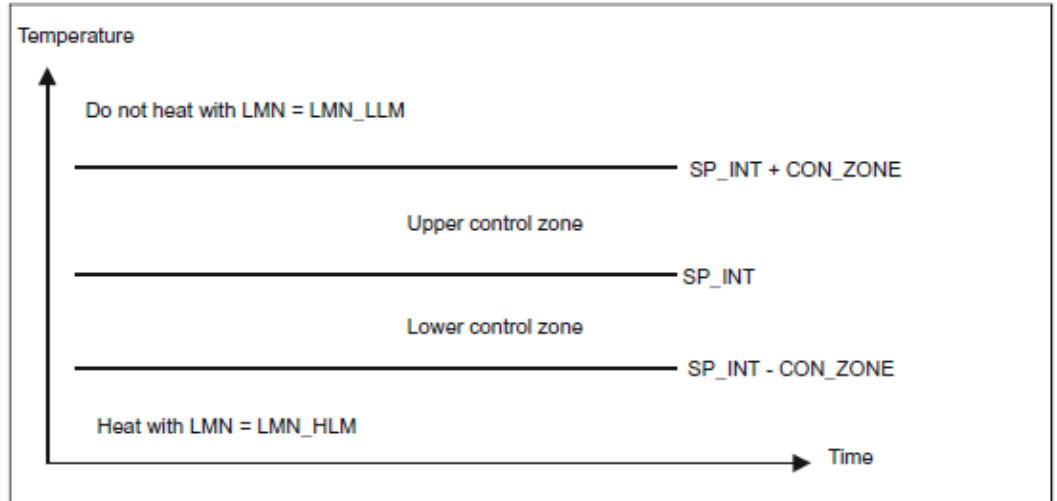 Temperature
Do not heat with LMN = LMN_LLM
SP_INT + CON_ZONE
Upper control zone
SP_INT
Lower control zone
SP_INT - CON_ZONE
Heat with LMN = LMN_HLM
Time